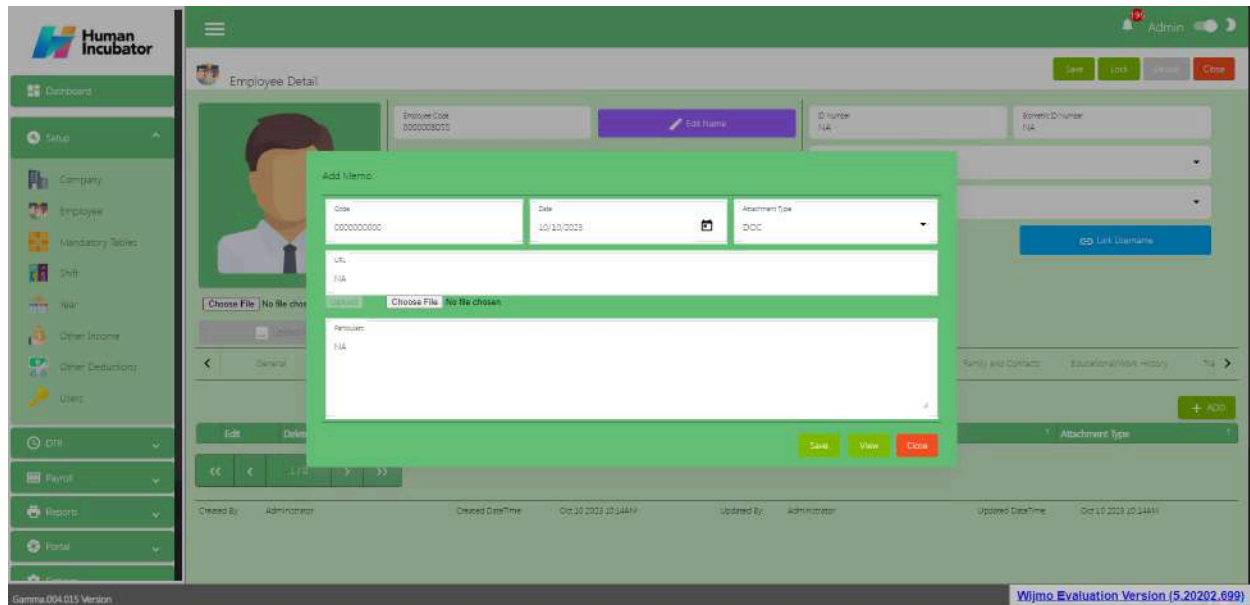 Human
Incubator
Admin
Employee Detail
Save Lock Close
Dashboard
Setup
Company
Employee
Mandatory Tables
Shift
Year
Other Income
Other Deductions
Users
DTR
Payroll
Reports
Portal
Employee Code
0000008055
Edit Name
ID Number
NA
Biometric ID Number
NA
Link Username
Choose File No file chos
General
Family and Contacts
Educational/Work History
Tra
+ ADD
Edit
Delet
Attachment Type
Add Memo
Code
0000000000
Date
10/10/2023
Attachment Type
DOC
URL
NA
Upload
Choose File No file chosen
Particulars
NA
Save View Close
<< < > >>
Created By Administrator Created DateTime Oct 10 2023 10:14AM Updated By Administrator Updated DateTime Oct 10 2023 10:14AM
Gamma.004.015 Version
Wijmo Evaluation Version (5.20202.699)